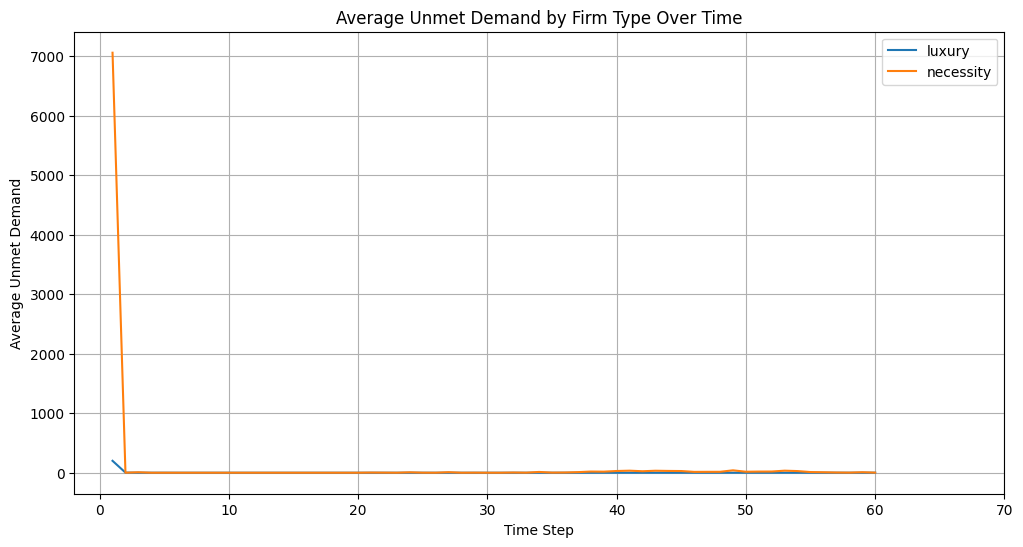 Average Unmet Demand by Firm Type Over Time
luxury
necessity
Average Unmet Demand
7000
6000
5000
4000
3000
2000
1000
0
0 10 20 30 40 50 60 70
Time Step